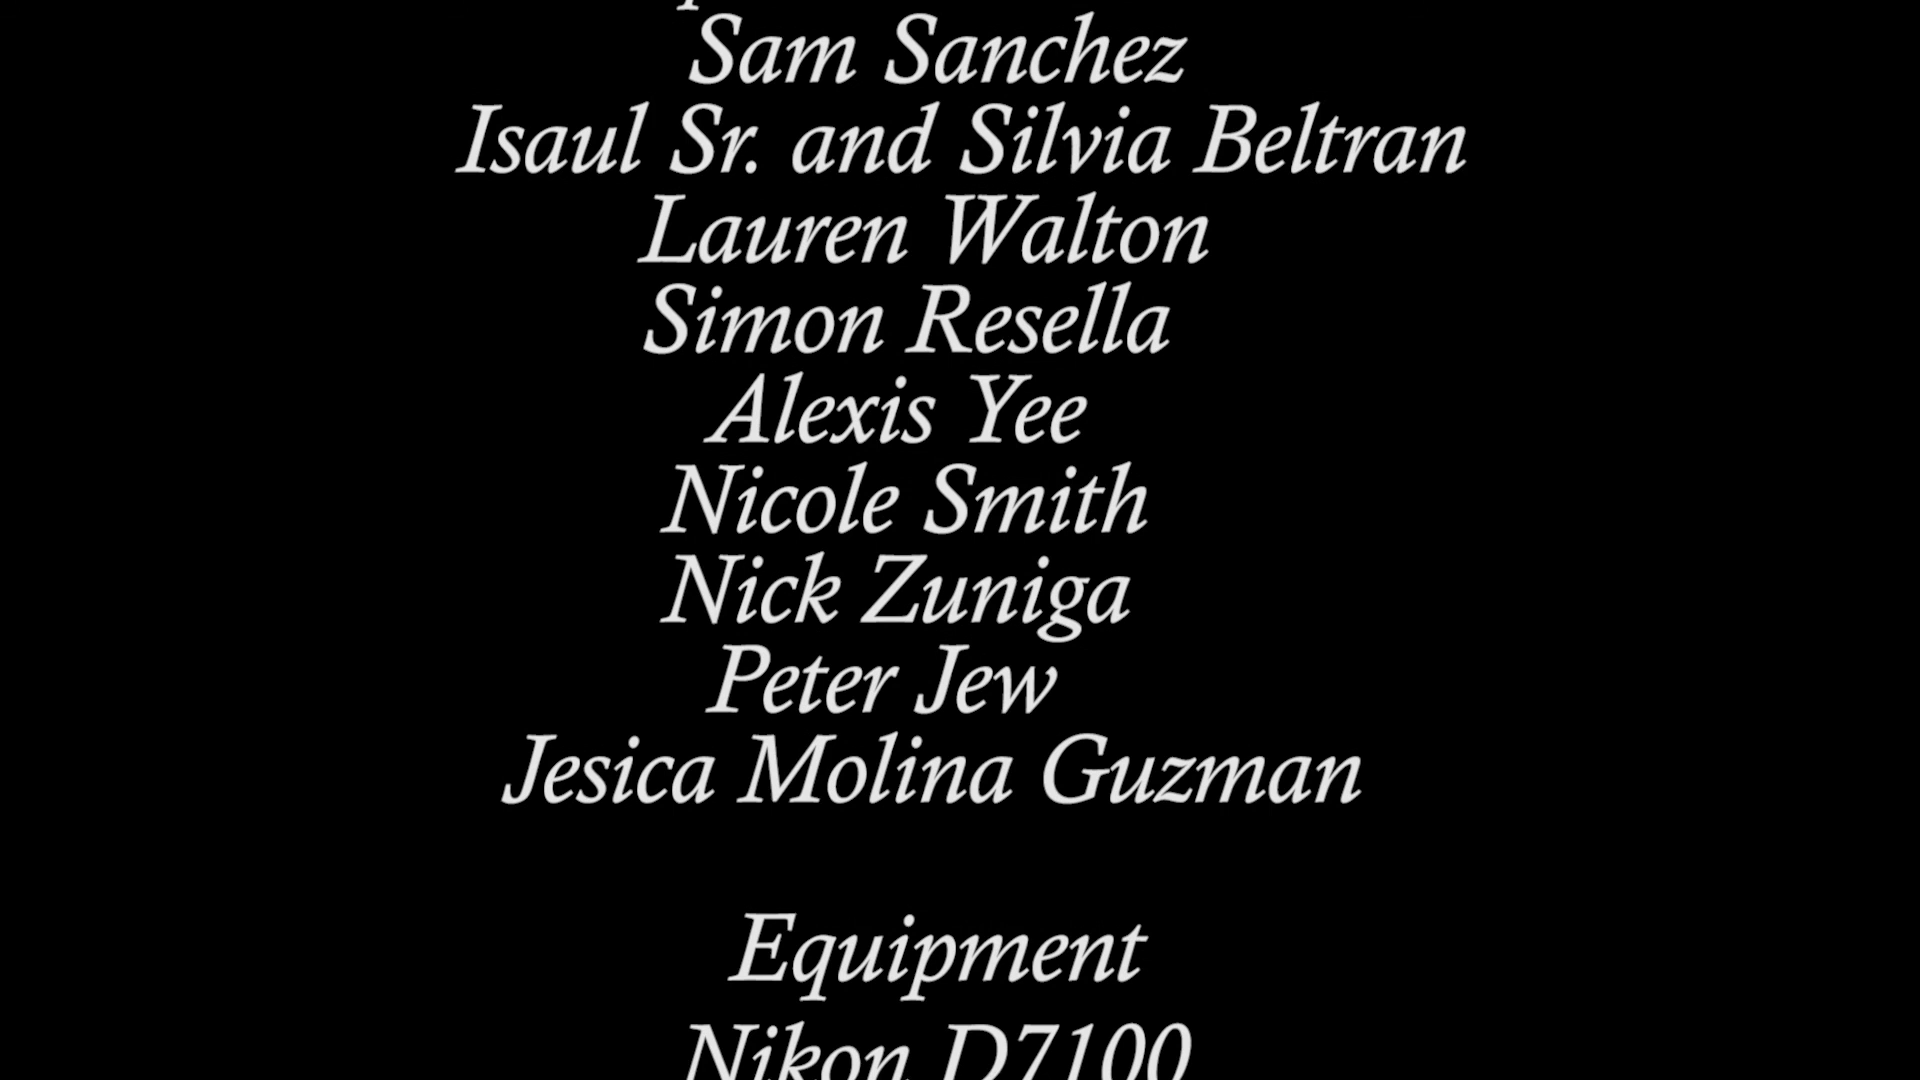 Sam Sanchez
Isaul Sr. and Silvia Beltran
Lauren Walton
Simon Resella
Alexis Yee
Nicole Smith
Nick Zuniga
Peter Jew
Jesica Molina Guzman
Equipment
Nikon D7100